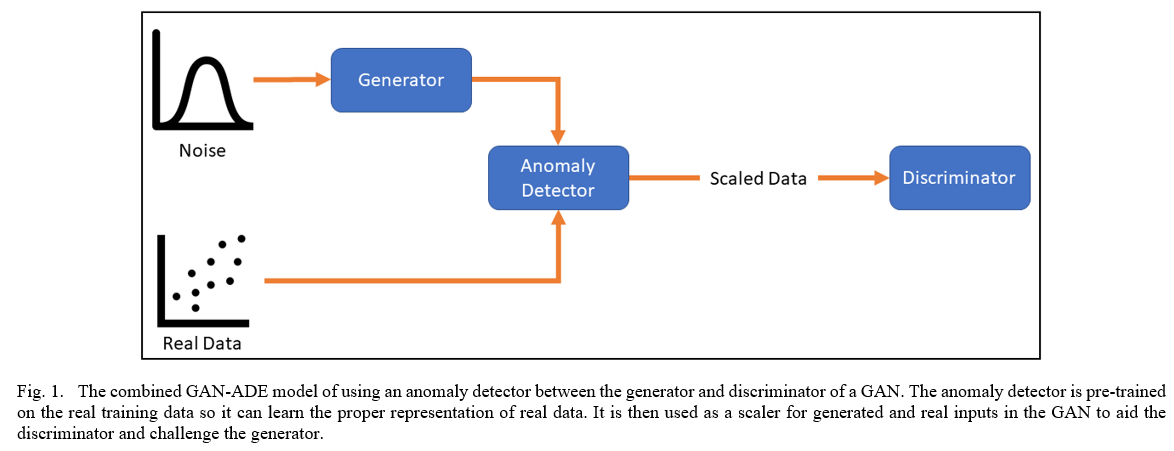 Generator
Noise
Anomaly
Detector
Scaled Data
Discriminator
Real Data
Fig. 1. The combined GAN-ADE model of using an anomaly detector between the generator and discriminator of a GAN. The anomaly detector is pre-trained
on the real training data so it can learn the proper representation of real data. It is then used as a scaler for generated and real inputs in the GAN to aid the
discriminator and challenge the generator.